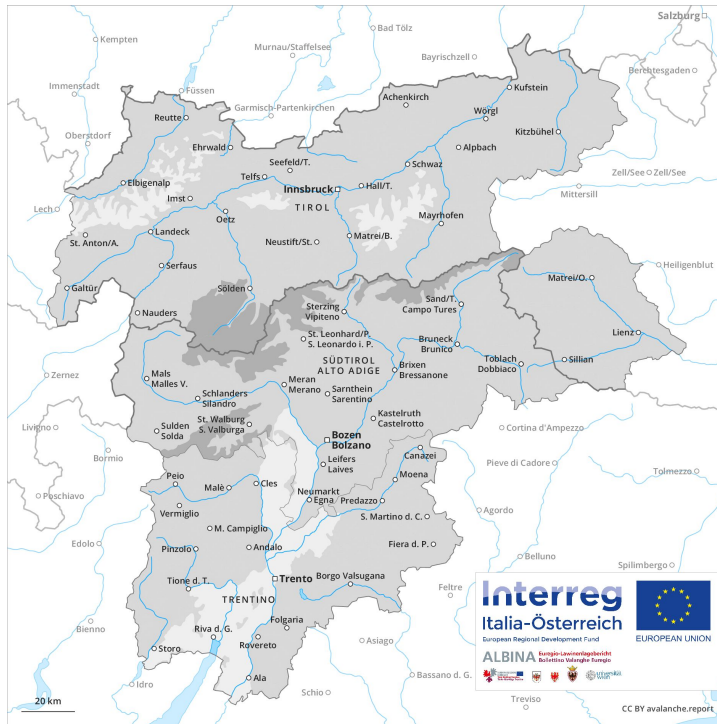 Salzburg
Kempten
Bad Tölz
Murnau/Staffelsee
Bayrischzell
Berchtesgaden
Immenstadt
Füssen
Garmisch-Partenkirchen
Achenkirch
Kufstein
Reutte
Wörgl
Oberstdorf
Ehrwald
Kitzbühel
Alpbach
Seefeld/T.
Schwaz
Telfs
Zell/See
Zell/See
Elbigenalp
Innsbruck
Hall/T.
Imst
TIROL
Mittersill
Lech
Oetz
Mayrhofen
Landeck
Matrei/B.
St. Anton/A.
Neustift/St.
Serfaus
Heiligenblut
Matrei/O.
Galtür
Sölden
Sand/T.
Campo Tures
Nauders
Sterzing
Vipiteno
St. Leonhard/P.
S. Leonardo i. P.
Lienz
Bruneck
Brunico
Toblach
Dobbiaco
Sillian
SÜDTIROL
ALTO ADIGE
Brixen
Bressanone
Zernez
Mals
Malles V.
Meran
Merano
Schlanders
Silandro
Sarnthein
Sarentino
St. Walburg
S. Valburga
Kastelruth
Castelrotto
Livigno
Sulden
Solda
Cortina d'Ampezzo
Bozen
Bolzano
Bormio
Canazei
Leifers
Laives
Pieve di Cadore
Tolmezzo
Moena
Peio
Malè
Cles
Neumarkt
Egna
Predazzo
Poschiavo
Vermiglio
Agordo
S. Martino d. C.
M. Campiglio
Edolo
Pinzolo
Andalo
Fiera d. P.
Belluno
Spilimbergo
Trento
Tione d. T.
Borgo Valsugana
Feltre
TRENTINO
Bienno
Folgaria
Riva d. G.
Rovereto
Storo
Asiago
Ala
Idro
Schio
Bassano d. G.
Treviso
20 km
Interreg
Italia-Österreich
European Regional Development Fund
EUROPEAN UNION
ALBINA
Euregio-Lawinenlagebericht
Bollettino Valanghe Euregio
CC BY avalanche.report